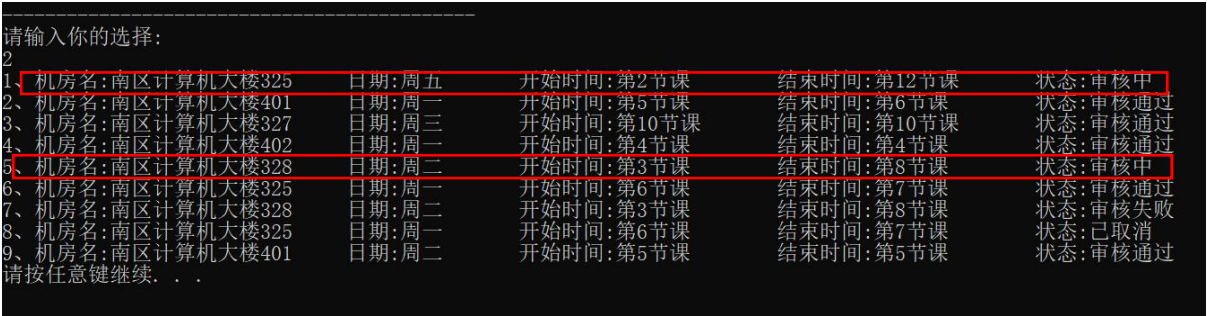 --------------------------------------------
请输入你的选择:
2
1、机房名:南区计算机大楼325 日期:周五 开始时间:第2节课 结束时间:第12节课 状态:审核中
2、机房名:南区计算机大楼401 日期:周一 开始时间:第5节课 结束时间:第6节课 状态:审核通过
3、机房名:南区计算机大楼327 日期:周三 开始时间:第10节课 结束时间:第10节课 状态:审核通过
4、机房名:南区计算机大楼402 日期:周一 开始时间:第4节课 结束时间:第4节课 状态:审核通过
5、机房名:南区计算机大楼328 日期:周二 开始时间:第3节课 结束时间:第8节课 状态:审核中
6、机房名:南区计算机大楼325 日期:周一 开始时间:第6节课 结束时间:第7节课 状态:审核通过
7、机房名:南区计算机大楼328 日期:周二 开始时间:第3节课 结束时间:第8节课 状态:审核失败
8、机房名:南区计算机大楼325 日期:周一 开始时间:第6节课 结束时间:第7节课 状态:已取消
9、机房名:南区计算机大楼401 日期:周二 开始时间:第5节课 结束时间:第5节课 状态:审核通过
请按任意键继续. . .